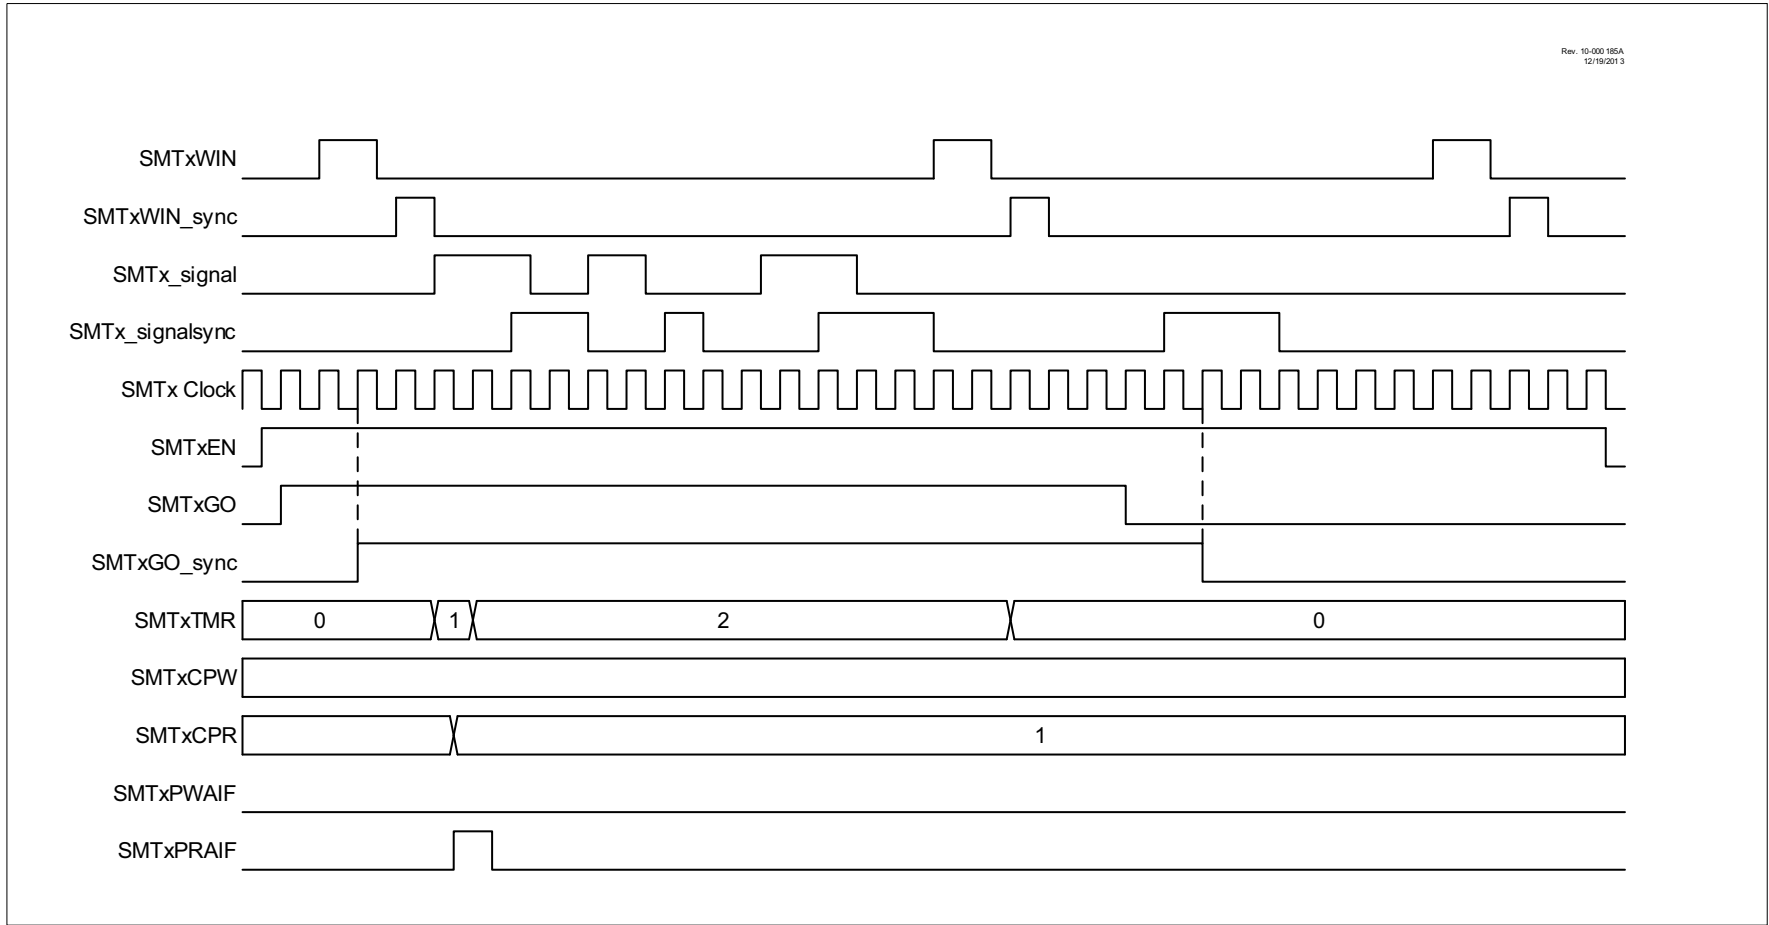 Rev. 10-000 185A
12/19/201 3
SMTxWIN
SMTxWIN_sync
SMTx_signal
SMTx_signalsync
SMTx Clock
SMTxEN
SMTxGO
SMTxGO_sync
SMTxTMR 0 1 2 0
SMTxCPW
SMTxCPR 1
SMTxPWAIF
SMTxPRAIF